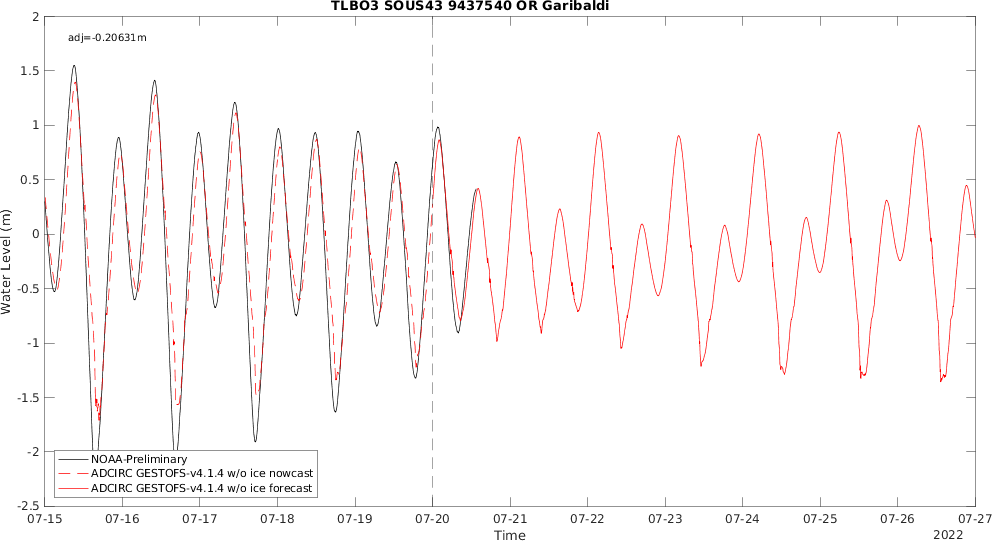 TLBO3 SOUS43 9437540 OR Garibaldi
adj=-0.20631m
2
1.5
1
0.5
0
-0.5
-1
-1.5
-2
-2.5
Water Level (m)
NOAA-Preliminary
ADCIRC GESTOFS-v4.1.4 w/o ice nowcast
ADCIRC GESTOFS-v4.1.4 w/o ice forecast
07-15 07-16 07-17 07-18 07-19 07-20 07-21 07-22 07-23 07-24 07-25 07-26 07-27
Time
2022